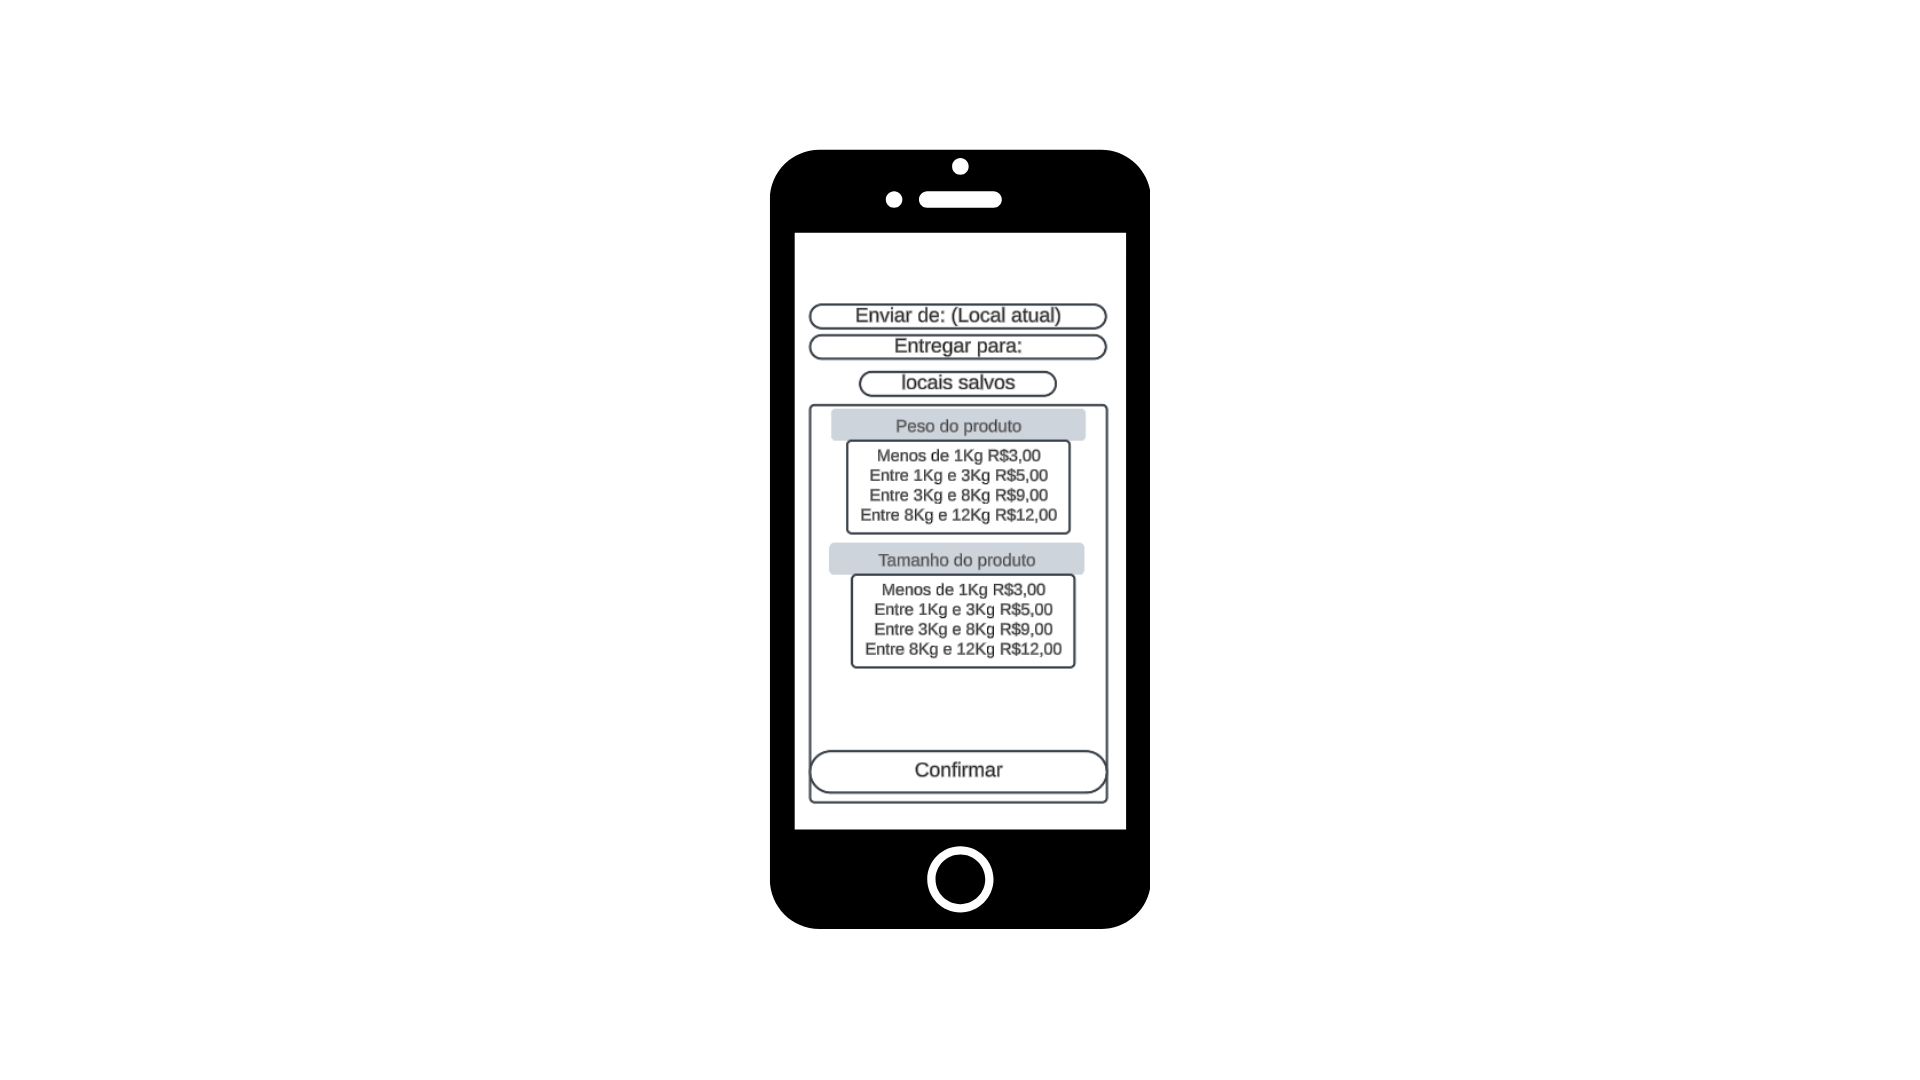 Enviar de: (Local atual)
Entregar para:
locais salvos
Peso do produto
Menos de 1Kg R$3,00
Entre 1Kg e 3Kg R$5,00
Entre 3Kg e 8Kg R$9,00
Entre 8Kg e 12Kg R$12,00
Tamanho do produto
Menos de 1Kg R$3,00
Entre 1Kg e 3Kg R$5,00
Entre 3Kg e 8Kg R$9,00
Entre 8Kg e 12Kg R$12,00
Confirmar